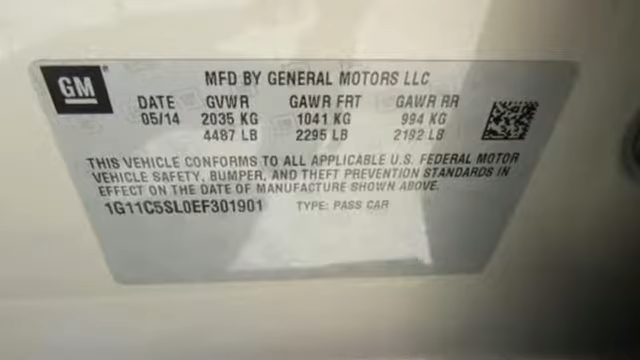 GM
MFD BY GENERAL MOTORS LLC
DATE GVWR GAWR FRT GAWR RR
05/14 2035 KG 1041 KG 994 KG
4487 LB 2295 LB 2192 LB
THIS VEHICLE CONFORMS TO ALL APPLICABLE U.S. FEDERAL MOTOR
VEHICLE SAFETY, BUMPER, AND THEFT PREVENTION STANDARDS IN
EFFECT ON THE DATE OF MANUFACTURE SHOWN ABOVE.
1G11C5SL0EF301901 TYPE: PASS CAR